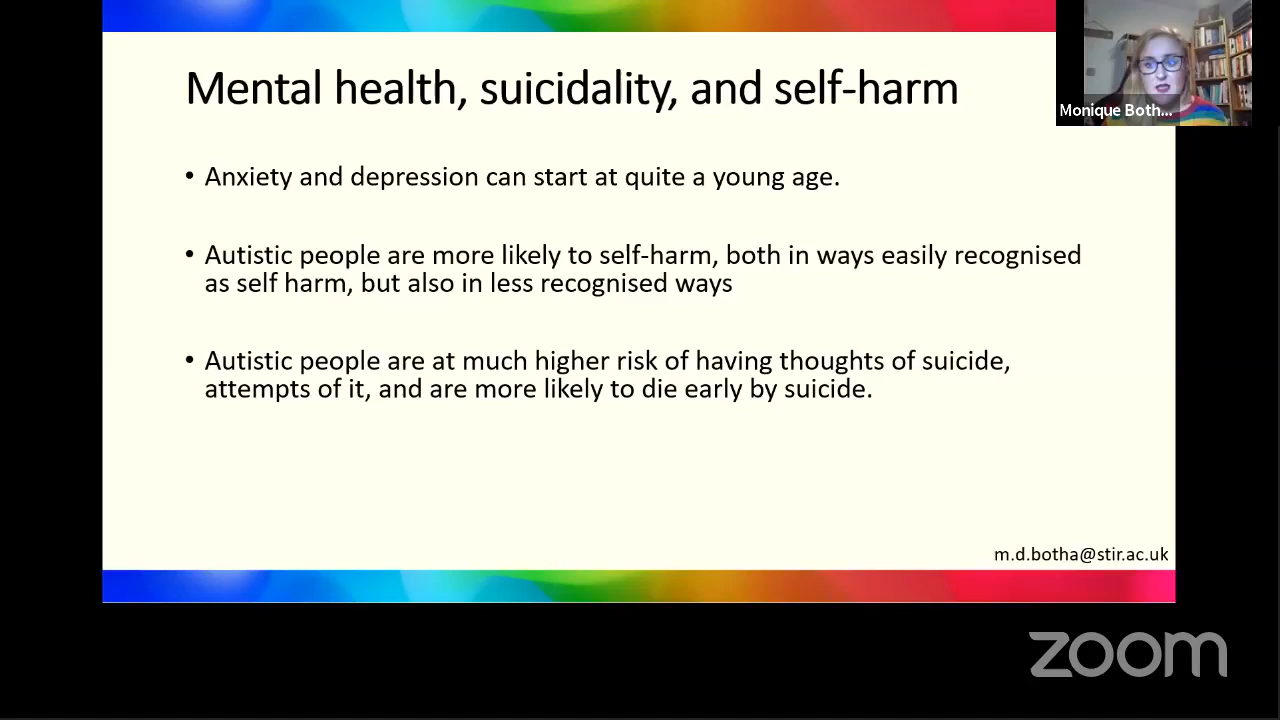 Mental health, suicidality, and self-harm
Monique Both...
• Anxiety and depression can start at quite a young age.
• Autistic people are more likely to self-harm, both in ways easily recognised
as self harm, but also in less recognised ways
• Autistic people are at much higher risk of having thoughts of suicide,
attempts of it, and are more likely to die early by suicide.
m.d.botha@stir.ac.uk
zoom